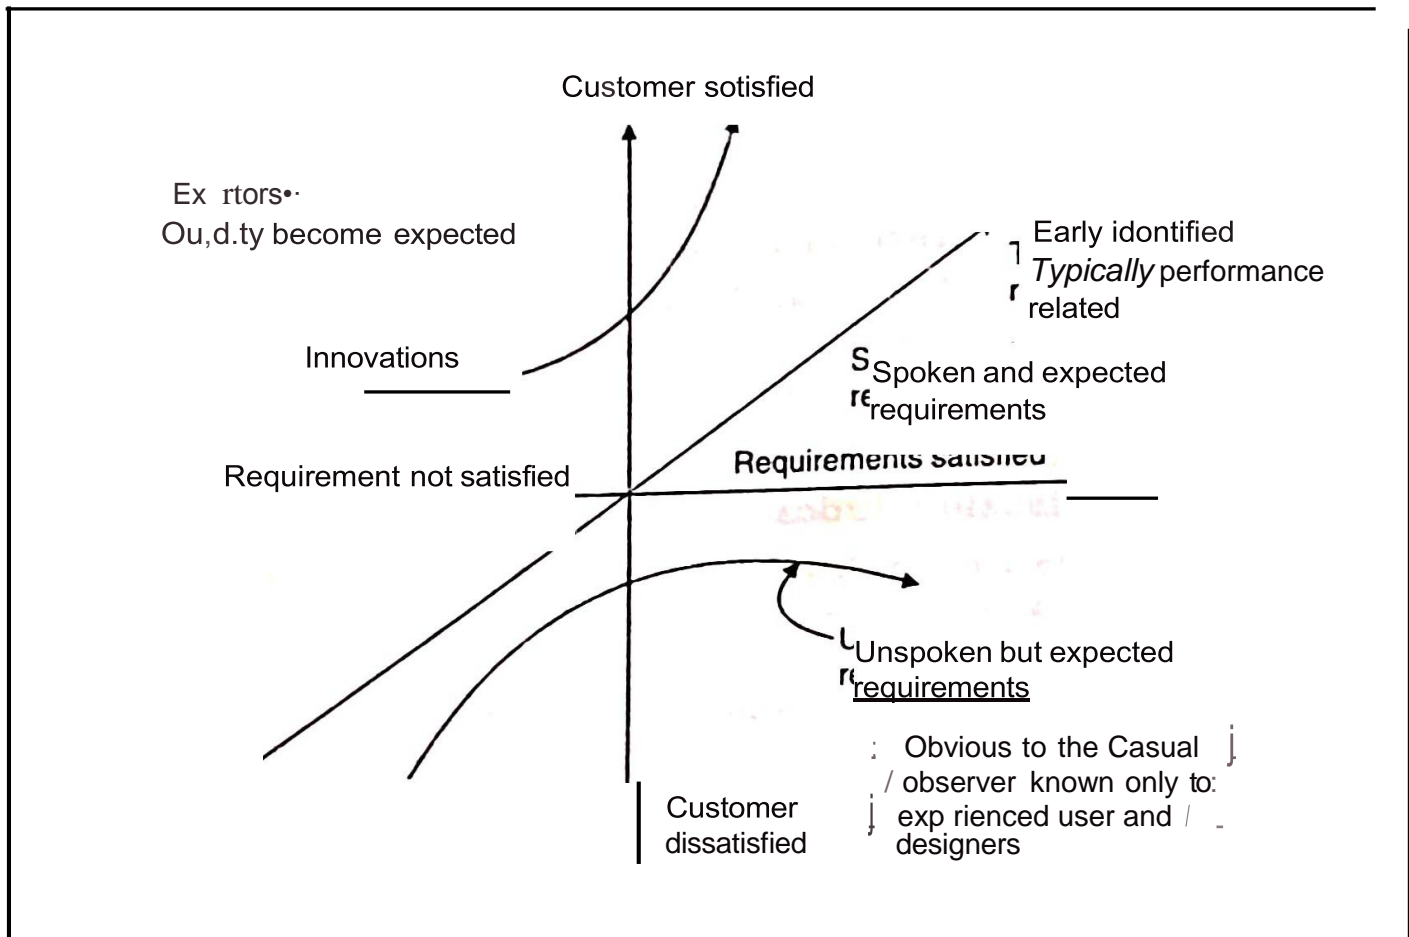 Customer sotisfied
Ex rtors•·
Ou,d.ty become expected
Early idontified
Typically performance
related
Innovations
Spoken and expected
requirements
Requirement not satisfied
Requirements satisfied
Unspoken but expected
requirements
Obvious to the Casual
observer known only to:
exp rienced user and
designers
Customer
dissatisfied